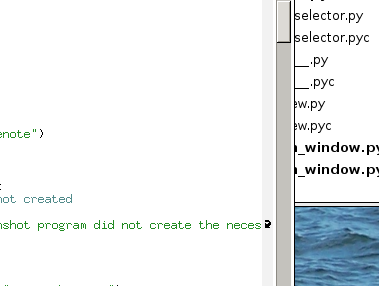 selector.py
selector.pyc
__.py
__.pyc
ew.py
ew.pyc
_window.py
_window.py
enote")
not created
nshot program did not create the neces